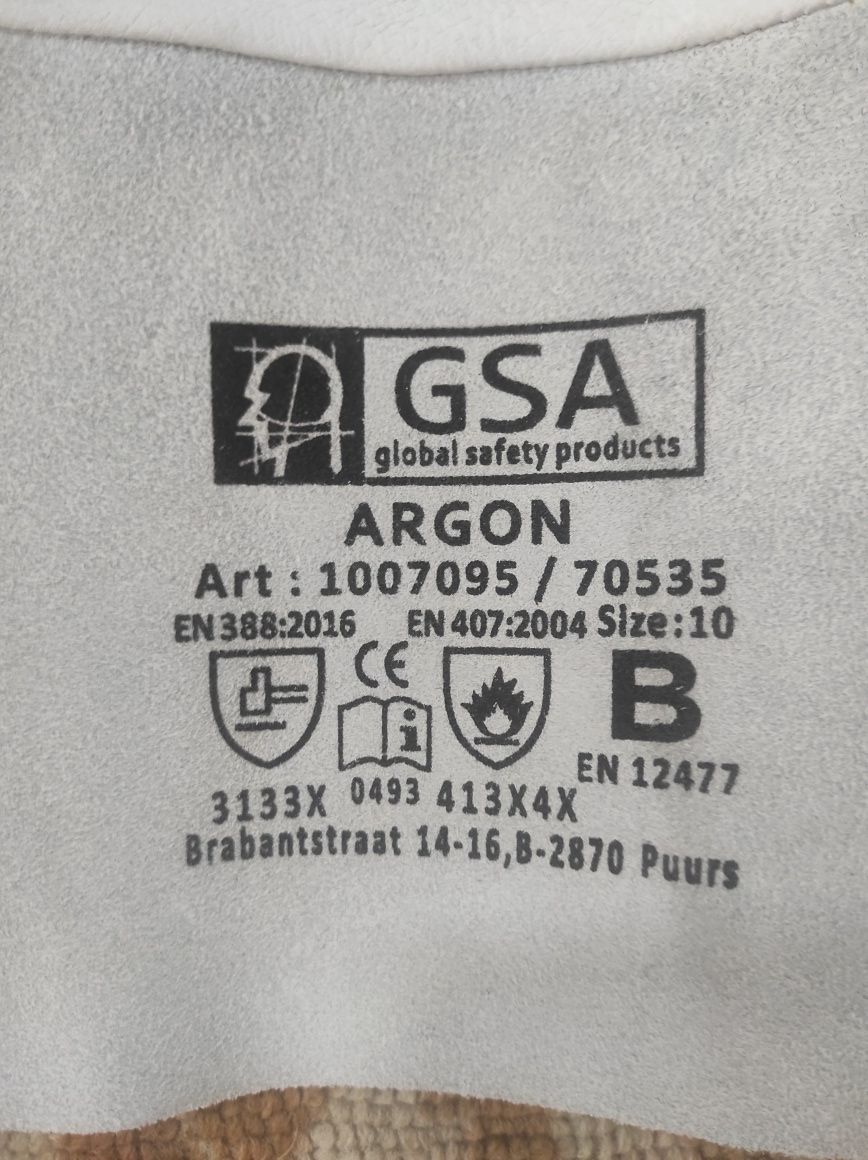 GSA
global safety products
ARGON
Art : 1007095 / 70535
EN 388:2016 EN 407:2004 Size:10
CE
i
B
EN 12477
3133X 0493 413X4X
Brabantstraat 14-16,B-2870 Puurs